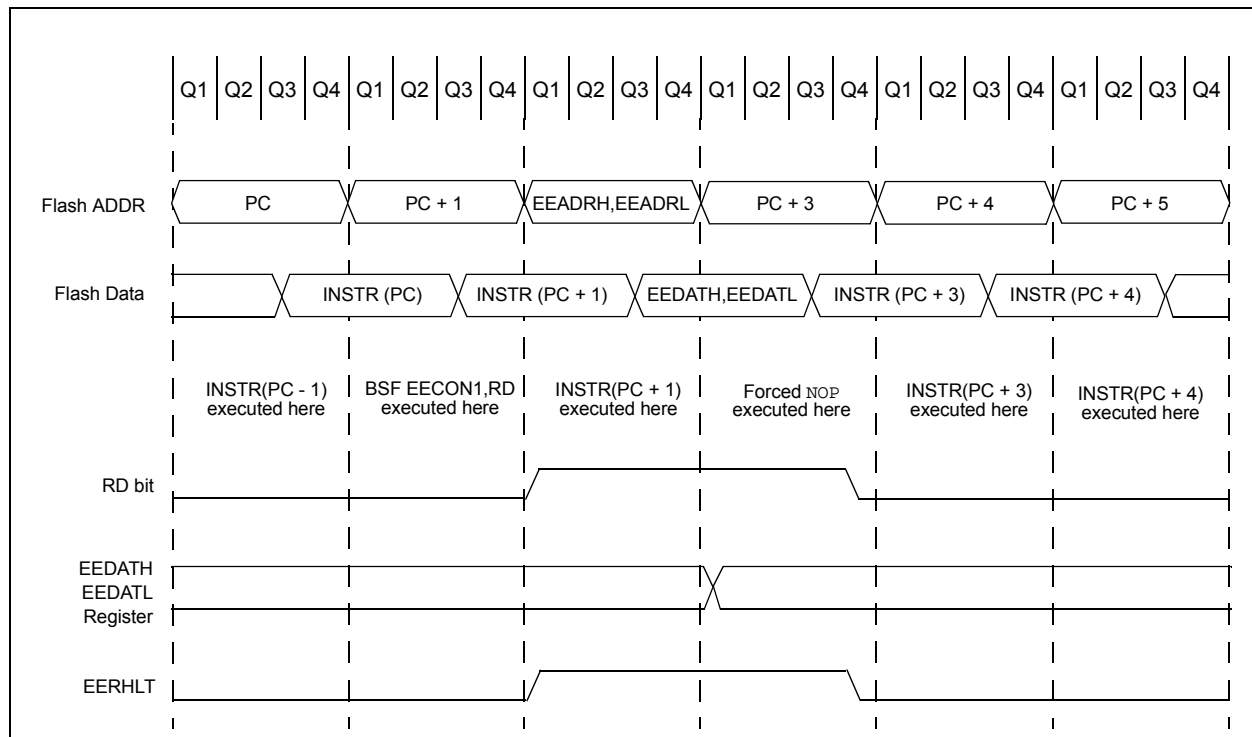 Q1 Q2 Q3 Q4 Q1 Q2 Q3 Q4 Q1 Q2 Q3 Q4 Q1 Q2 Q3 Q4 Q1 Q2 Q3 Q4 Q1 Q2 Q3 Q4
Flash ADDR PC PC + 1 EEADRH,EEADRL PC + 3 PC + 4 PC + 5
Flash Data INSTR (PC) INSTR (PC + 1) EEDATH,EEDATL INSTR (PC + 3) INSTR (PC + 4)
INSTR(PC - 1) BSF EECON1,RD INSTR(PC + 1) Forced NOP INSTR(PC + 3) INSTR(PC + 4)
executed here executed here executed here executed here executed here executed here
RD bit
EEDATH
EEDATL
Register
EERHLT